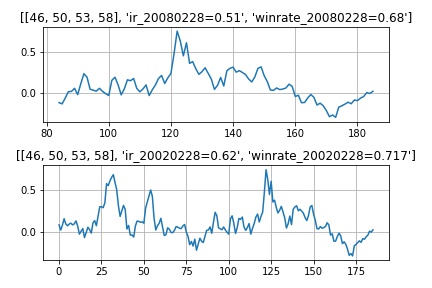 [[46, 50, 53, 58], 'ir_20080228=0.51', 'winrate_20080228=0.68']
0.5
0.0
80 100 120 140 160 180
[[46, 50, 53, 58], 'ir_20020228=0.62', 'winrate_20020228=0.717']
0.5
0.0
0 25 50 75 100 125 150 175